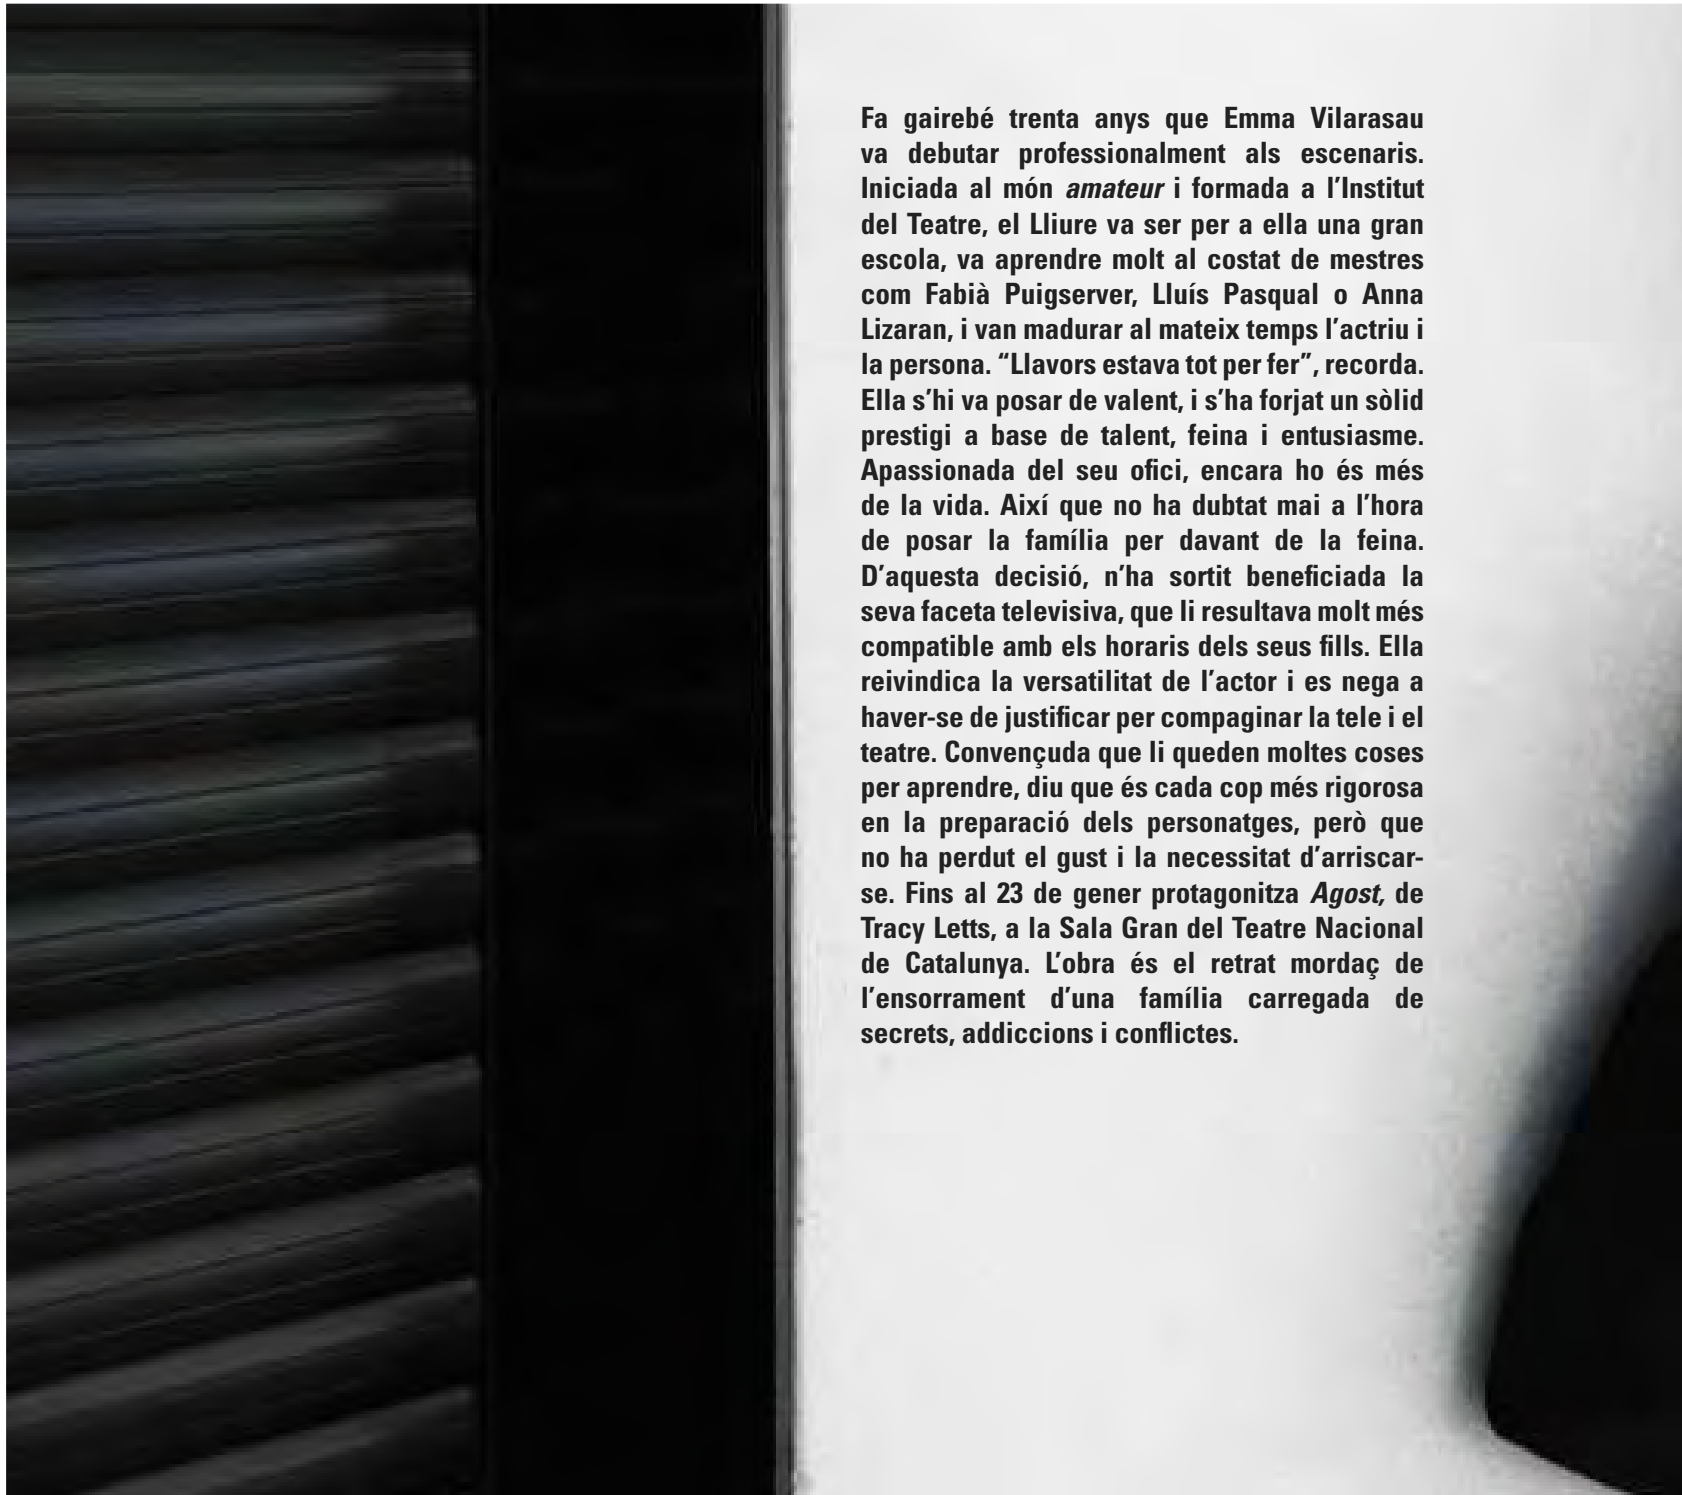 Fa gairebé trenta anys que Emma Vilarasau
va debutar professionalment als escenaris.
Iniciada al món amateur i formada a l’Institut
del Teatre, el Lliure va ser per a ella una gran
escola, va aprendre molt al costat de mestres
com Fabià Puigserver, Lluís Pasqual o Anna
Lizaran, i van madurar al mateix temps l’actriu i
la persona. “Llavors estava tot per fer”, recorda.
Ella s’hi va posar de valent, i s’ha forjat un sòlid
prestigi a base de talent, feina i entusiasme.
Apassionada del seu ofici, encara ho és més
de la vida. Així que no ha dubtat mai a l’hora
de posar la família per davant de la feina.
D’aquesta decisió, n’ha sortit beneficiada la
seva faceta televisiva, que li resultava molt més
compatible amb els horaris dels seus fills. Ella
reivindica la versatilitat de l’actor i es nega a
haver-se de justificar per compaginar la tele i el
teatre. Convençuda que li queden moltes coses
per aprendre, diu que és cada cop més rigorosa
en la preparació dels personatges, però que
no ha perdut el gust i la necessitat d’arriscar-
se. Fins al 23 de gener protagonitza Agost, de
Tracy Letts, a la Sala Gran del Teatre Nacional
de Catalunya. L’obra és el retrat mordaç de
l’ensorrament d’una família carregada de
secrets, addiccions i conflictes.